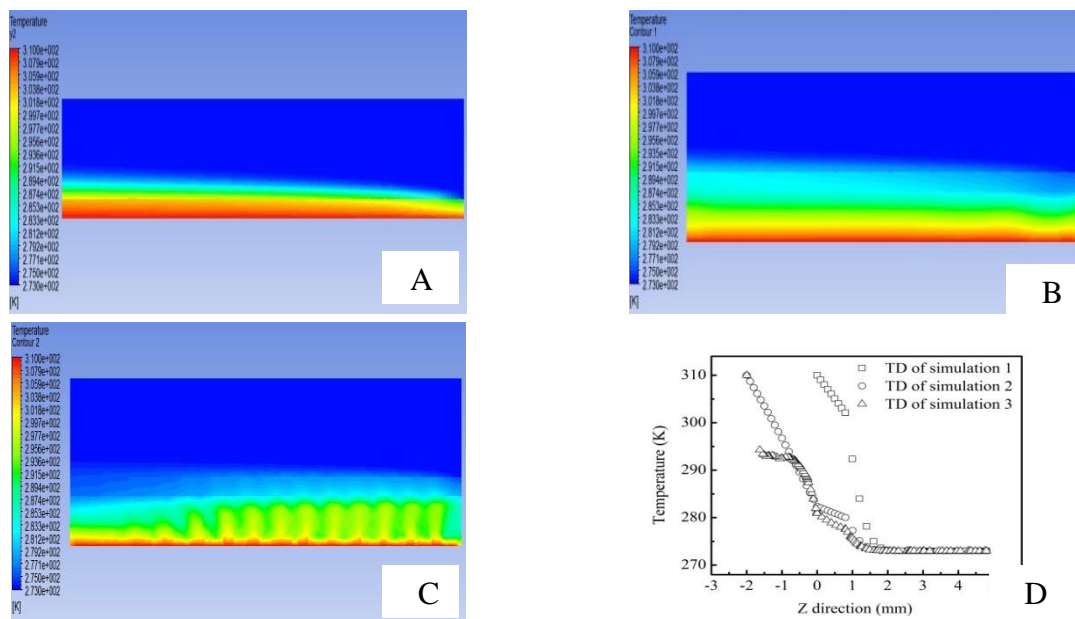 Temperature
y2
3.100e+002
3.079e+002
3.059e+002
3.038e+002
3.018e+002
2.997e+002
2.977e+002
2.956e+002
2.936e+002
2.915e+002
2.894e+002
2.874e+002
2.853e+002
2.833e+002
2.812e+002
2.792e+002
2.771e+002
2.750e+002
2.730e+002
[K]
A
Temperature
Contour 1
3.100e+002
3.079e+002
3.059e+002
3.038e+002
3.018e+002
2.997e+002
2.977e+002
2.956e+002
2.936e+002
2.915e+002
2.894e+002
2.874e+002
2.853e+002
2.833e+002
2.812e+002
2.792e+002
2.771e+002
2.750e+002
2.730e+002
[K]
B
Temperature
Contour 2
3.100e+002
3.079e+002
3.059e+002
3.038e+002
3.018e+002
2.997e+002
2.977e+002
2.956e+002
2.936e+002
2.915e+002
2.894e+002
2.874e+002
2.853e+002
2.833e+002
2.812e+002
2.792e+002
2.771e+002
2.750e+002
2.730e+002
[K]
C
TD of simulation 1
TD of simulation 2
TD of simulation 3
310
300
290
280
270
Temperature (K)
-3 -2 -1 0 1 2 3 4
Z direction (mm)
D